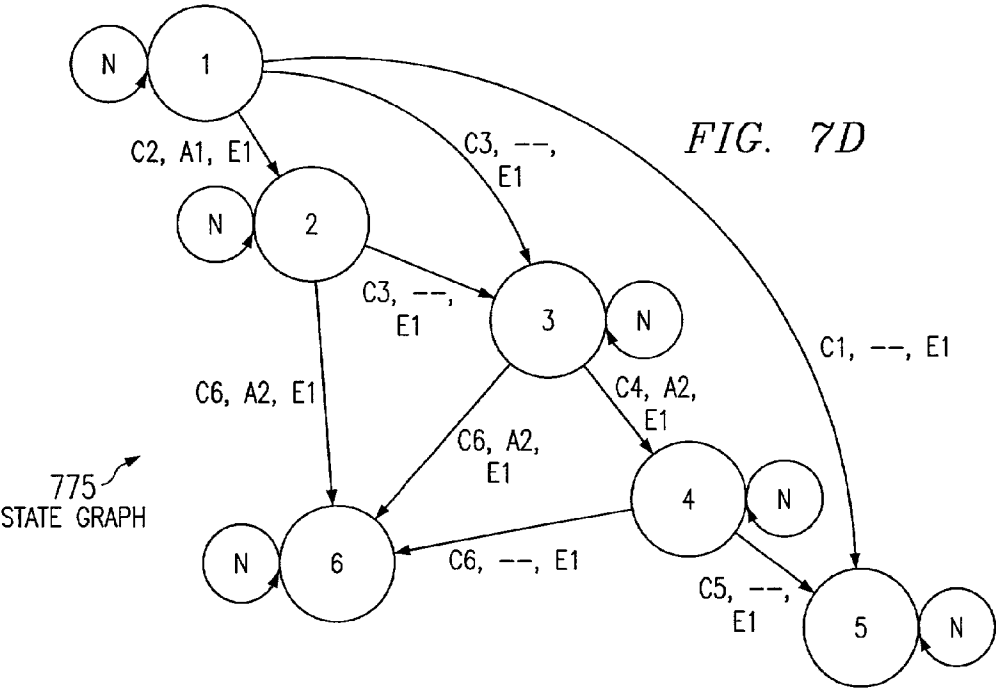 N
1
C2, A1, E1
C3, --,
E1
FIG. 7D
N
2
C3, --,
E1
3
N
C1, --, E1
C6, A2, E1
C4, A2,
E1
C6, A2,
E1
775
STATE GRAPH
4
N
N
6
C6, --, E1
C5, --,
E1
5
N